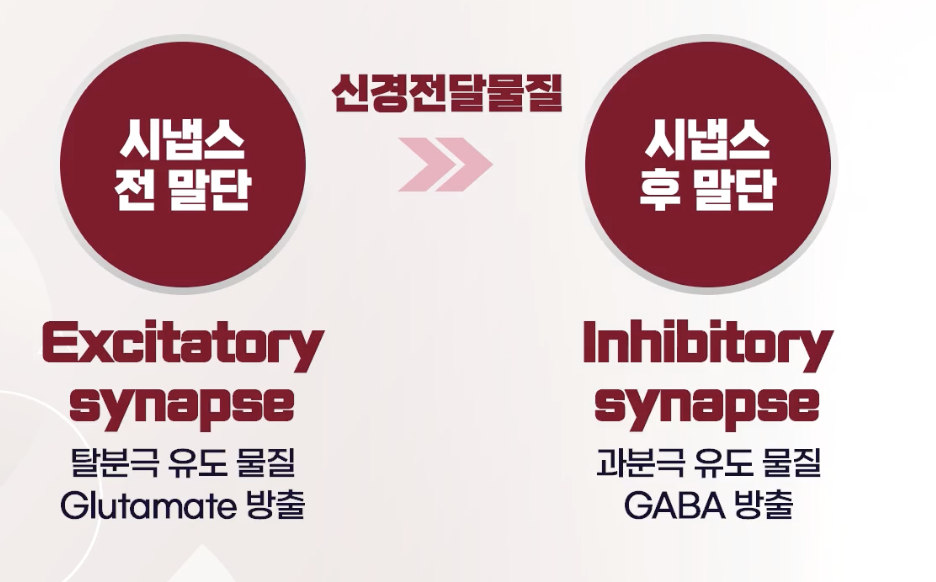 신경전달물질
시냅스
전 말단
시냅스
후 말단
Excitatory
synapse
탈분극 유도 물질
Glutamate 방출
Inhibitory
synapse
과분극 유도 물질
GABA 방출